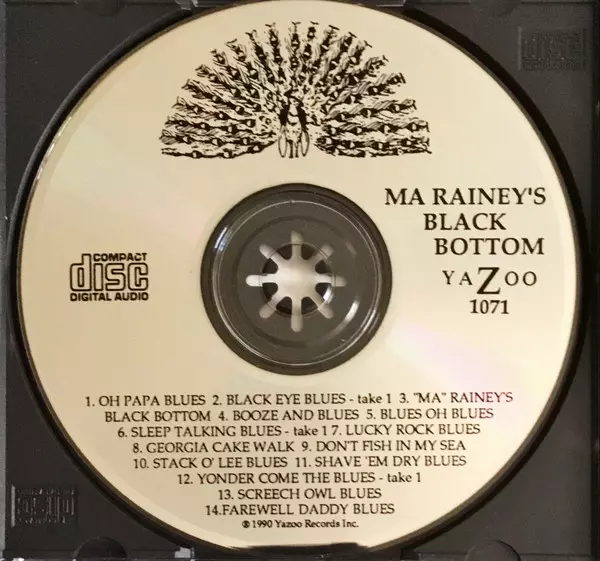 MA RAINEY'S
BLACK
BOTTOM
YAZOO
1071
COMPACT
disc
DIGITAL AUDIO
1. OH PAPA BLUES 2. BLACK EYE BLUES - take 1 3. "MA" RAINEY'S
BLACK BOTTOM 4. BOOZE AND BLUES 5. BLUES OH BLUES
6. SLEEP TALKING BLUES - take 1 7. LUCKY ROCK BLUES
8. GEORGIA CAKE WALK 9. DON'T FISH IN MY SEA
10. STACK O' LEE BLUES 11. SHAVE 'EM DRY BLUES
12. YONDER COME THE BLUES - take 1
13. SCREECH OWL BLUES
14.FAREWELL DADDY BLUES
℗ 1990 Yazoo Records Inc.